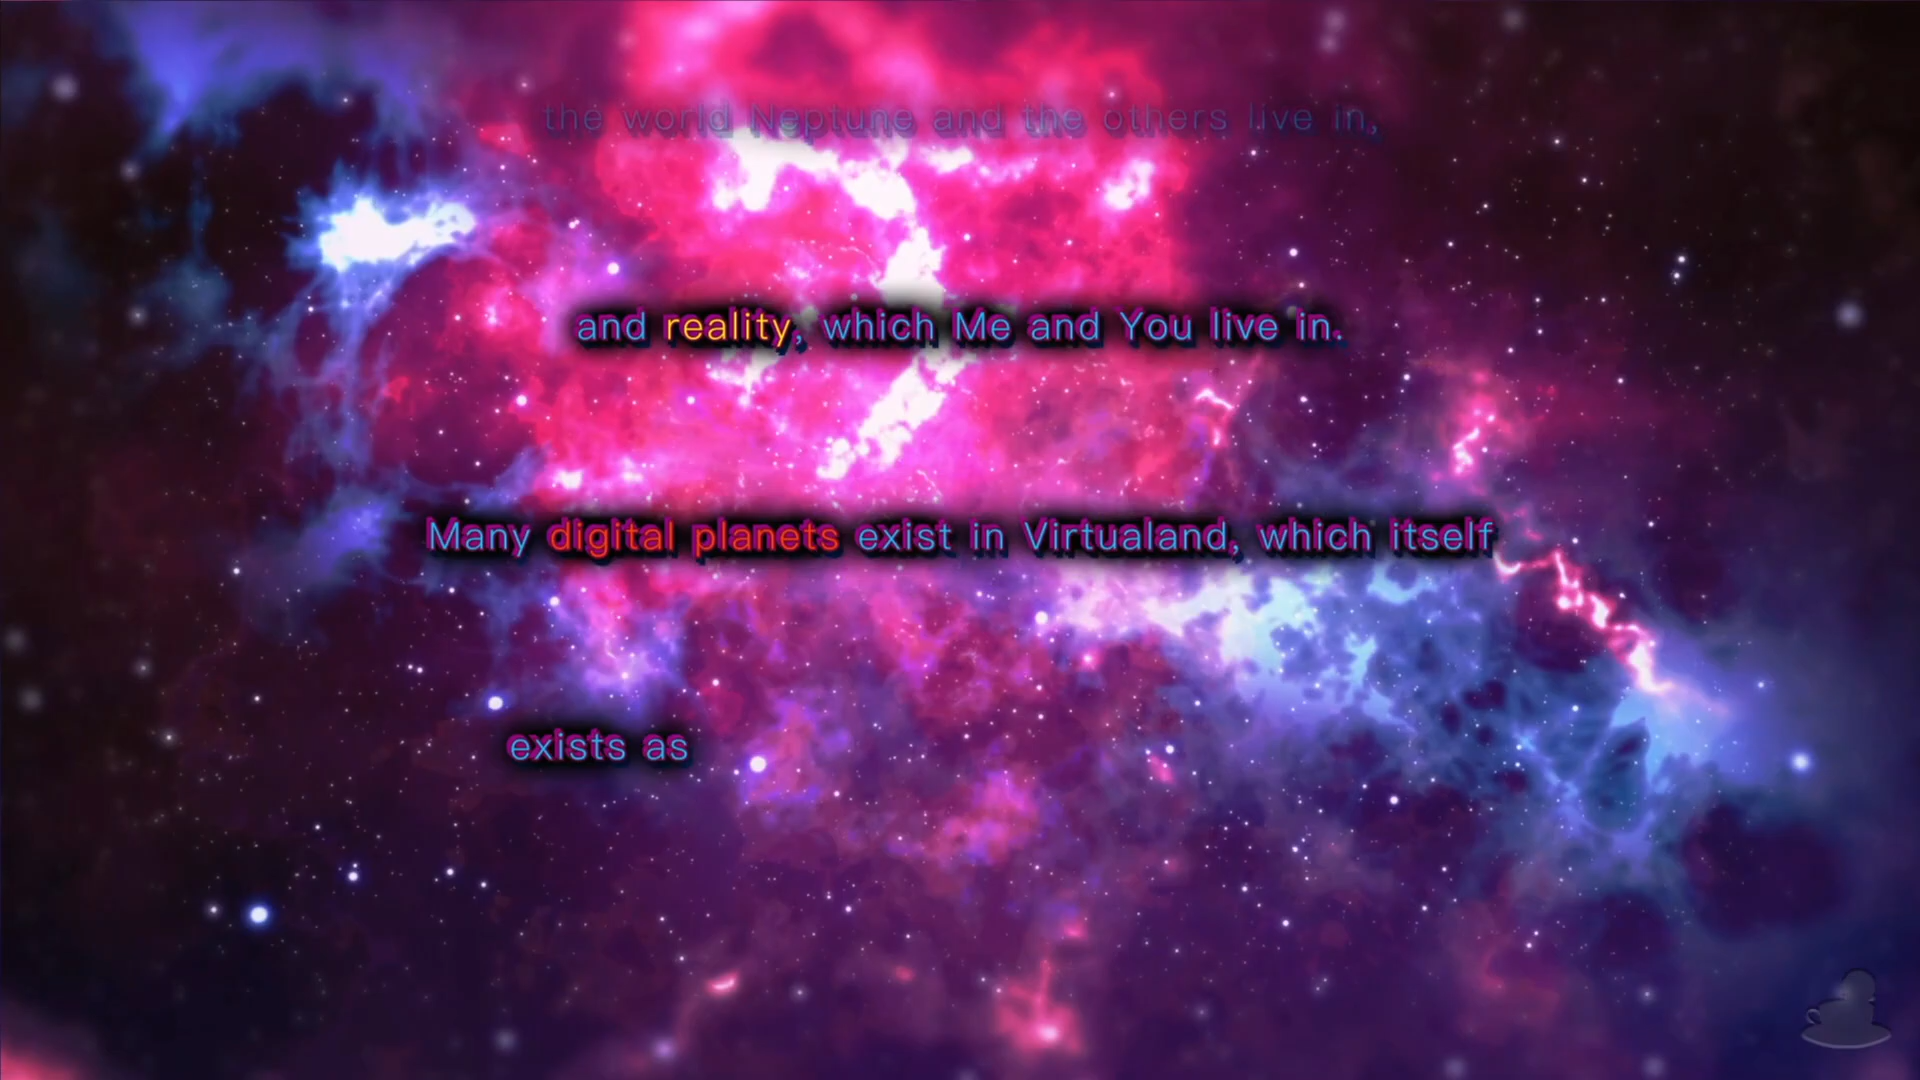 the world Neptune and the others live in,
and reality, which Me and You live in.
Many digital planets exist in Virtualand, which itself
exists as